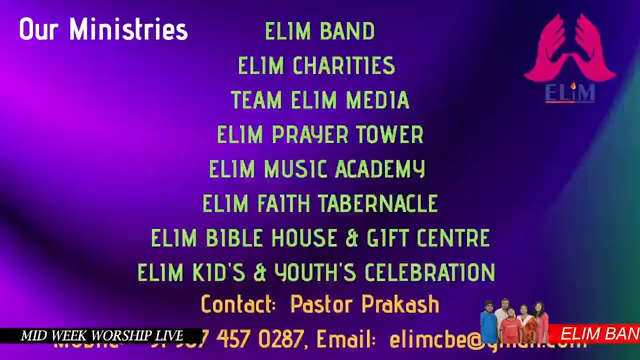 Our Ministries
ELIM BAND
ELIM CHARITIES
TEAM ELIM MEDIA
ELIM PRAYER TOWER
ELIM MUSIC ACADEMY
ELIM FAITH TABERNACLE
ELIM BIBLE HOUSE & GIFT CENTRE
ELIM KID'S & YOUTH'S CELEBRATION
Contact: Pastor Prakash
457 0287, Email: elimcbe@gmail.com
ELiM
MID WEEK WORSHIP LIVE
ELIM BAN